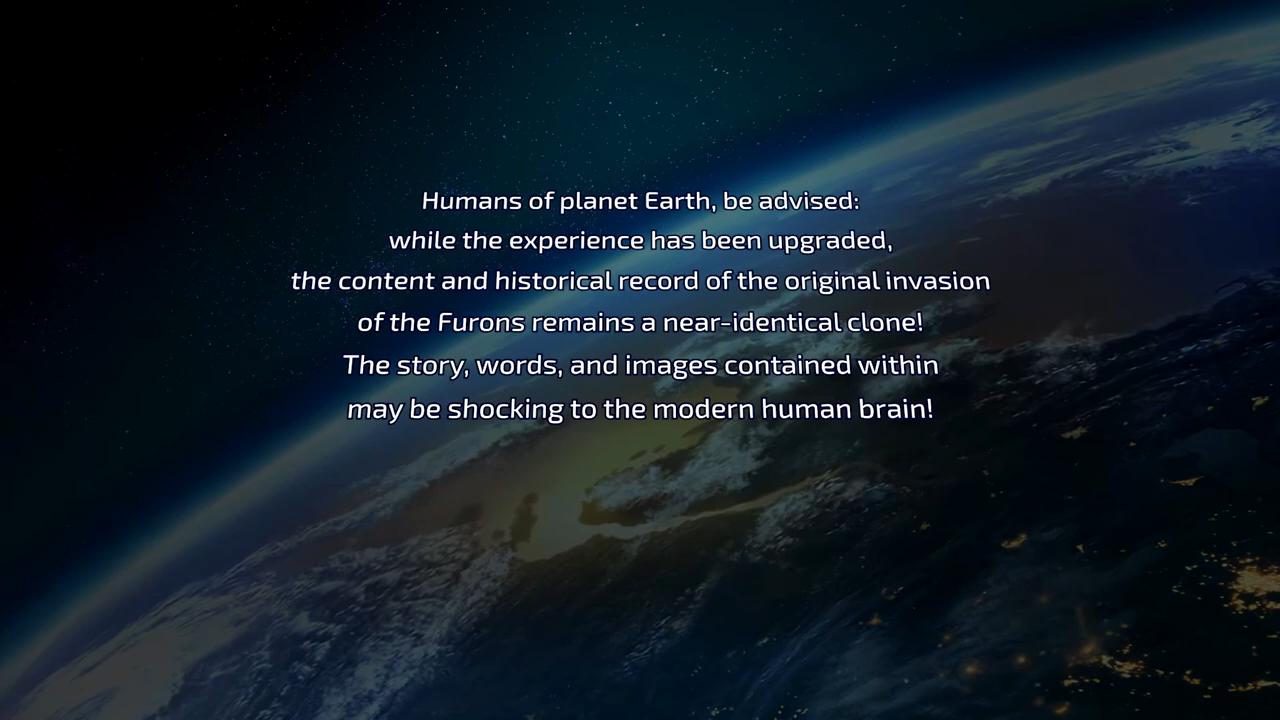 Humans of planet Earth, be advised:
while the experience has been upgraded,
the content and historical record of the original invasion
of the Furons remains a near-identical clone!
The story, words, and images contained within
may be shocking to the modern human brain!